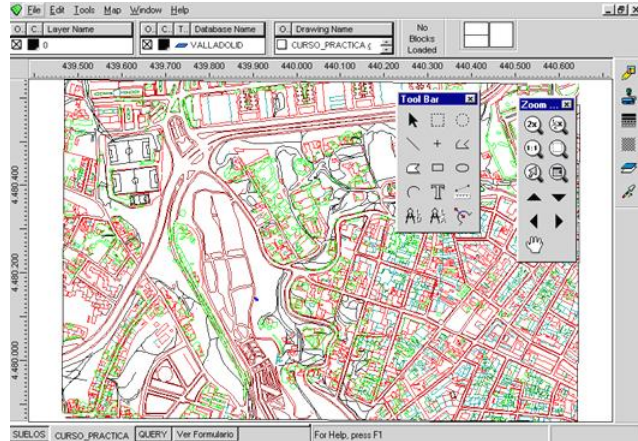 File Edit Tools Map Window Help
O. C. Layer Name
O. C. T. Database Name
O. Drawing Name
No
Blocks
Loaded
0
VALLADOLID
CURSO_PRACTICA.g
439.500 439.600 439.700 439.800 439.900 440.000 440.100 440.200 440.300 440.400 440.500 440.600
Tool Bar
Zoom ...
2x
1:1
T
4.480.400
4.480.200
4.480.000
SUELOS CURSO_PRACTICA QUERY Ver Formulario
For Help, press F1